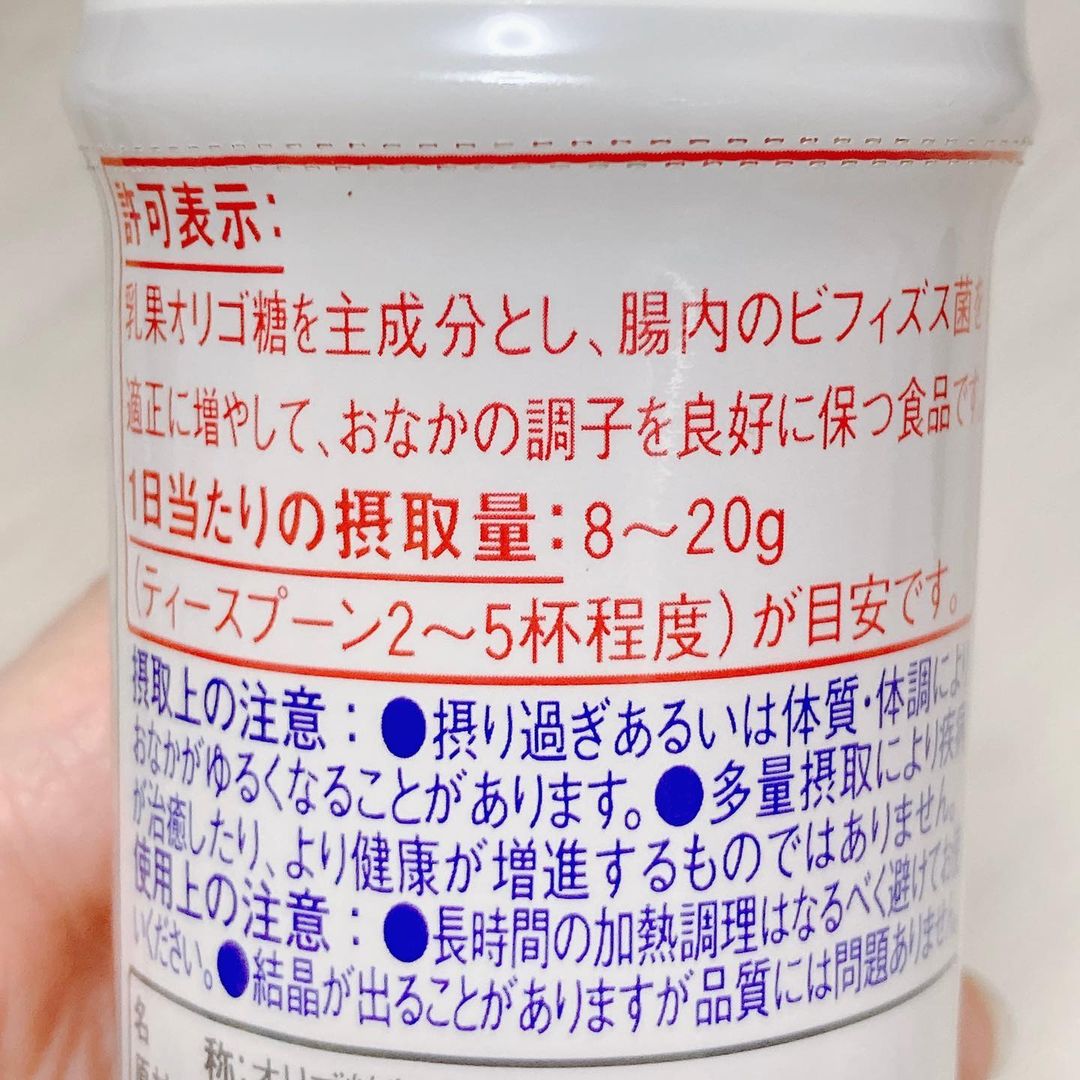 許可表示：
乳果オリゴ糖を主成分とし、腸内のビフィズス菌を
適正に増やして、おなかの調子を良好に保つ食品です
1日当たりの摂取量：8～20g
（ティースプーン2～5杯程度）が目安です。
摂取上の注意：●摂り過ぎあるいは体質・体調により
おなかがゆるくなることがあります。●多量摂取により疾病
が治癒したり、より健康が増進するものではありません。
使用上の注意：●長時間の加熱調理はなるべく避けてお使
いください。●結晶が出ることがありますが品質には問題ありません
名　称：オリゴ糖
原材